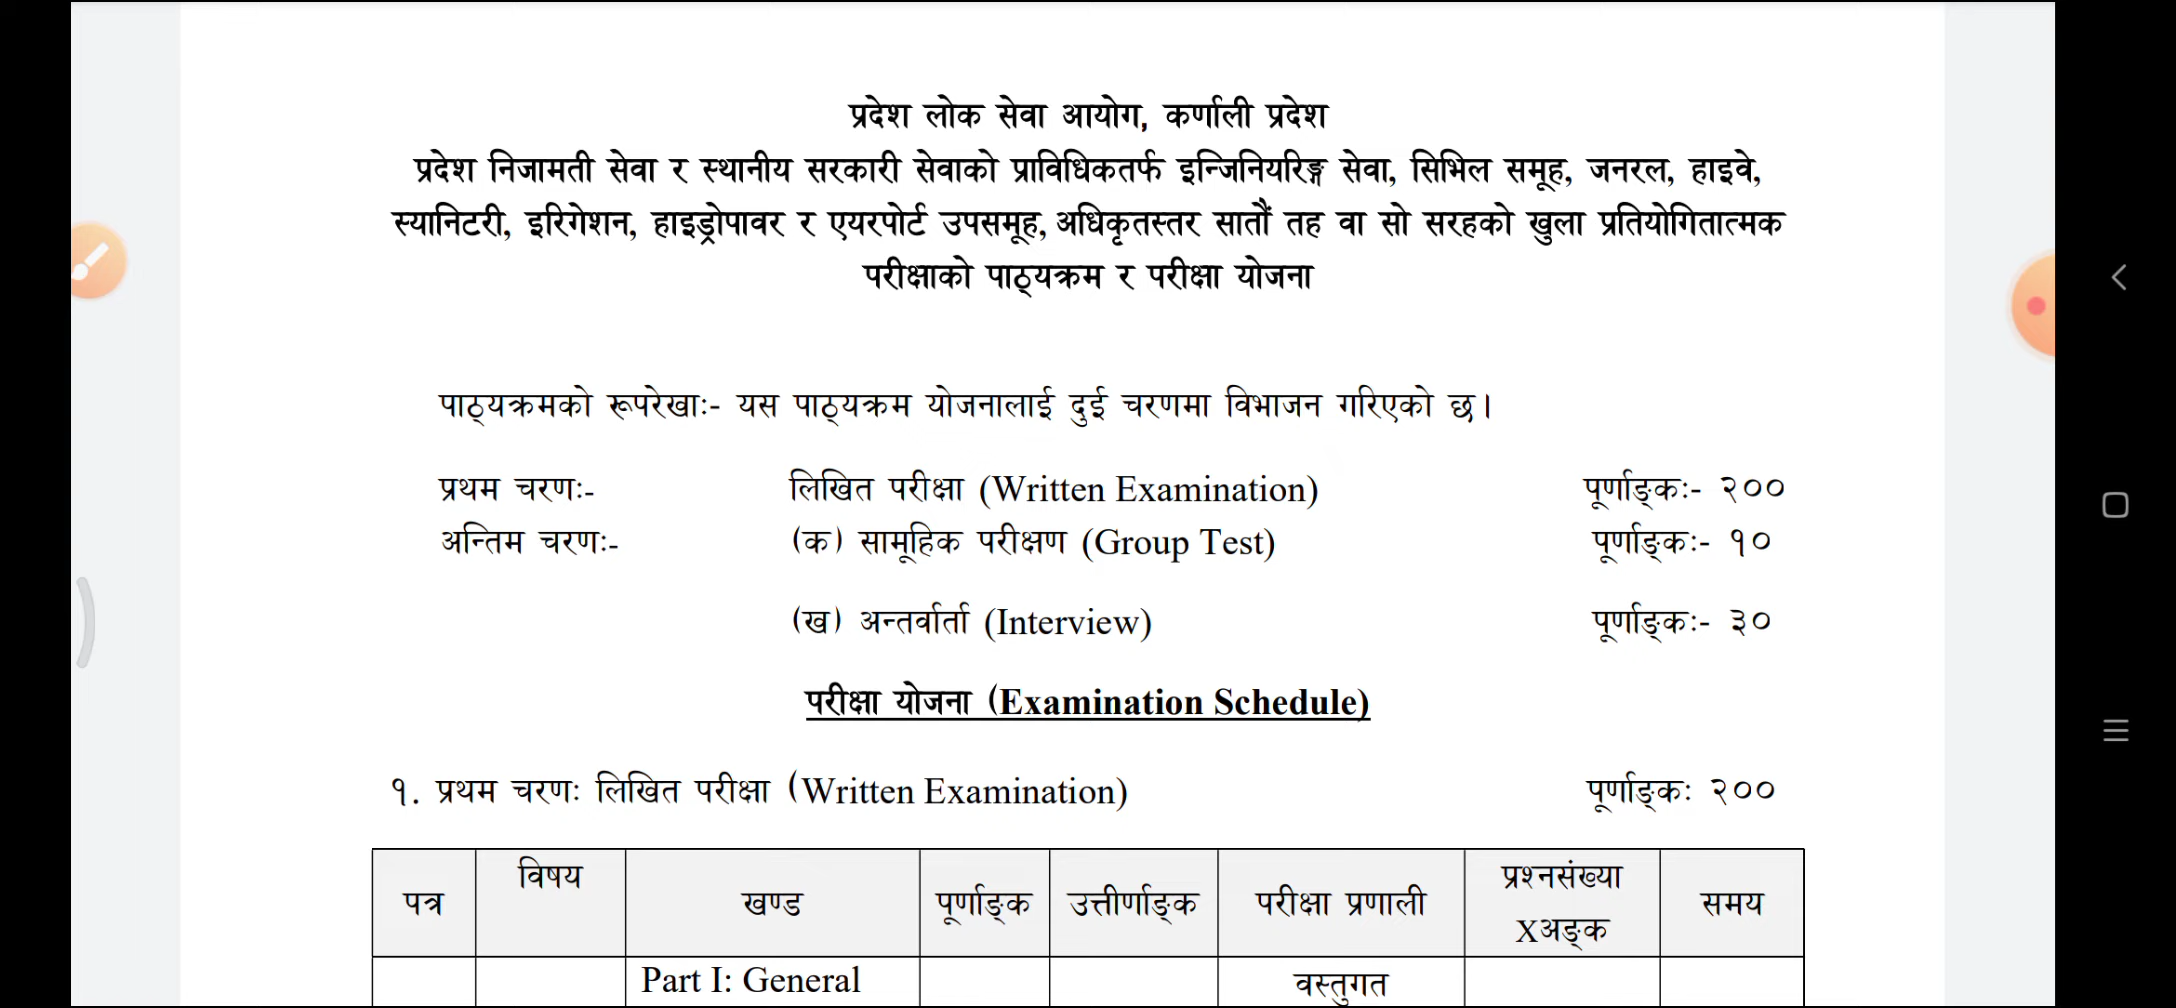 प्रदेश लोक सेवा आयोग, कर्णाली प्रदेश
प्रदेश निजामती सेवा र स्थानीय सरकारी सेवाको प्राविधिकतर्फ इन्जिनियरिङ्ग सेवा, सिभिल समूह, जनरल, हाइवे,
स्यानिटरी, इरिगेशन, हाइड्रोपावर र एयरपोर्ट उपसमूह, अधिकृतस्तर सातौं तह वा सो सरहको खुला प्रतियोगितात्मक
परीक्षाको पाठ्यक्रम र परीक्षा योजना
पाठ्यक्रमको रूपरेखाः- यस पाठ्यक्रम योजनालाई दुई चरणमा विभाजन गरिएको छ।
प्रथम चरणः- लिखित परीक्षा (Written Examination) पूर्णाङ्कः- २००
अन्तिम चरणः- (क) सामूहिक परीक्षण (Group Test) पूर्णाङ्कः- १०
(ख) अन्तर्वार्ता (Interview) पूर्णाङ्कः- ३०
परीक्षा योजना (Examination Schedule)
१. प्रथम चरणः लिखित परीक्षा (Written Examination) पूर्णाङ्कः २००
पत्र विषय खण्ड पूर्णाङ्क उत्तीर्णाङ्क परीक्षा प्रणाली प्रश्नसंख्या Xअङ्क समय
Part I: General वस्तुगत